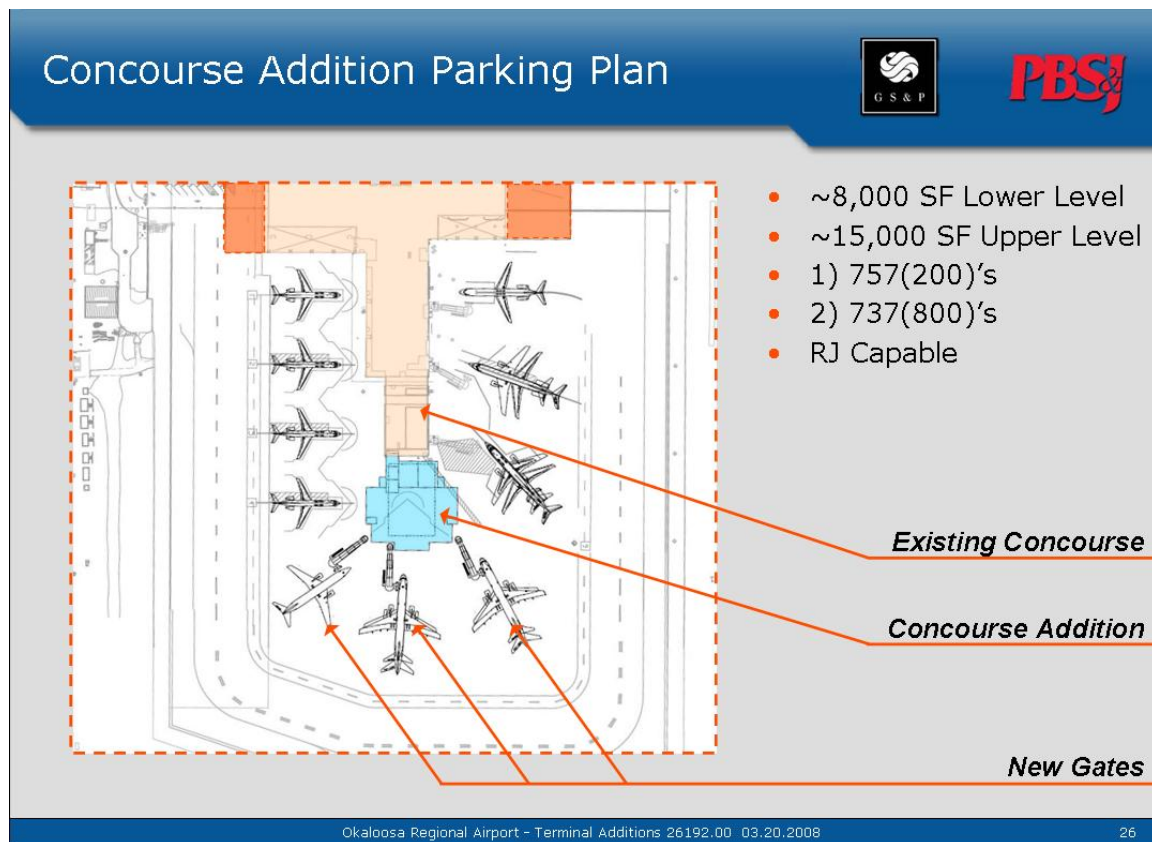 Concourse Addition Parking Plan
G S & P
PBS&J
• ~8,000 SF Lower Level
• ~15,000 SF Upper Level
• 1) 757(200)’s
• 2) 737(800)’s
• RJ Capable
Existing Concourse
Concourse Addition
New Gates
Okaloosa Regional Airport - Terminal Additions 26192.00 03.20.2008
26